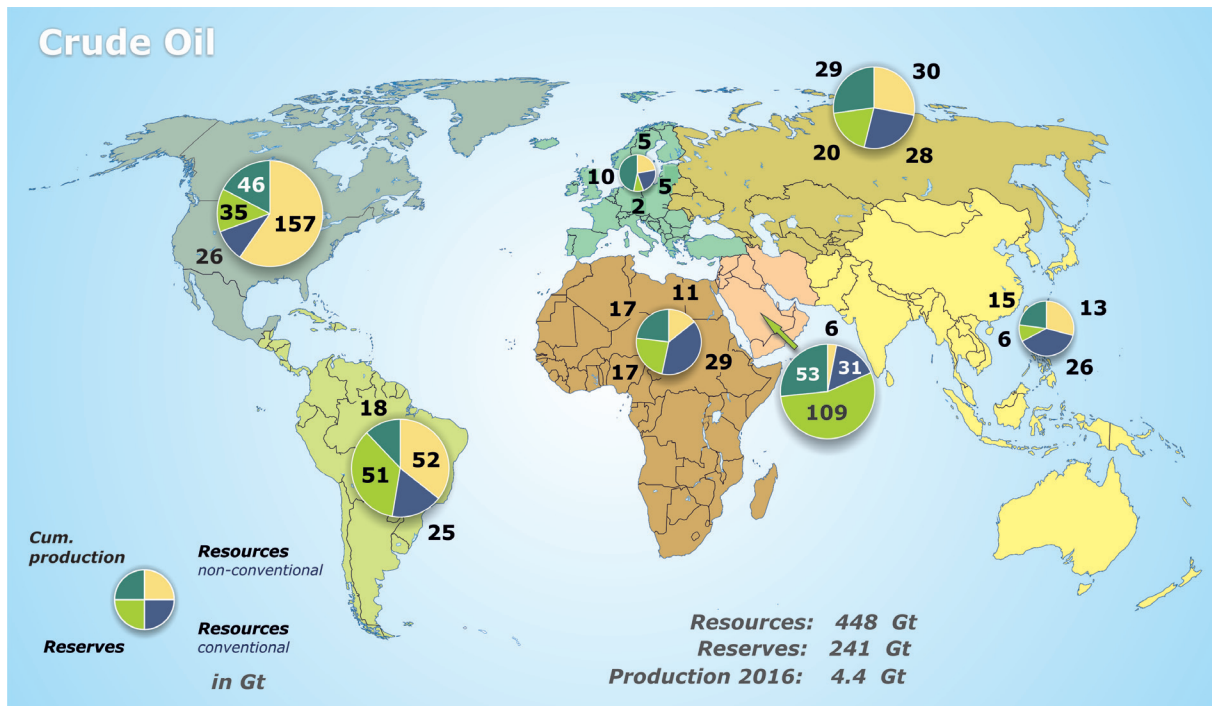 Crude Oil
29
30
20
28
5
10
5
2
46
35
157
26
17
11
17
29
15
13
6
26
6
53
31
109
18
52
51
25
Cum.
production
Resources
non-conventional
Reserves
Resources
conventional
in Gt
Resources: 448 Gt
Reserves: 241 Gt
Production 2016: 4.4 Gt